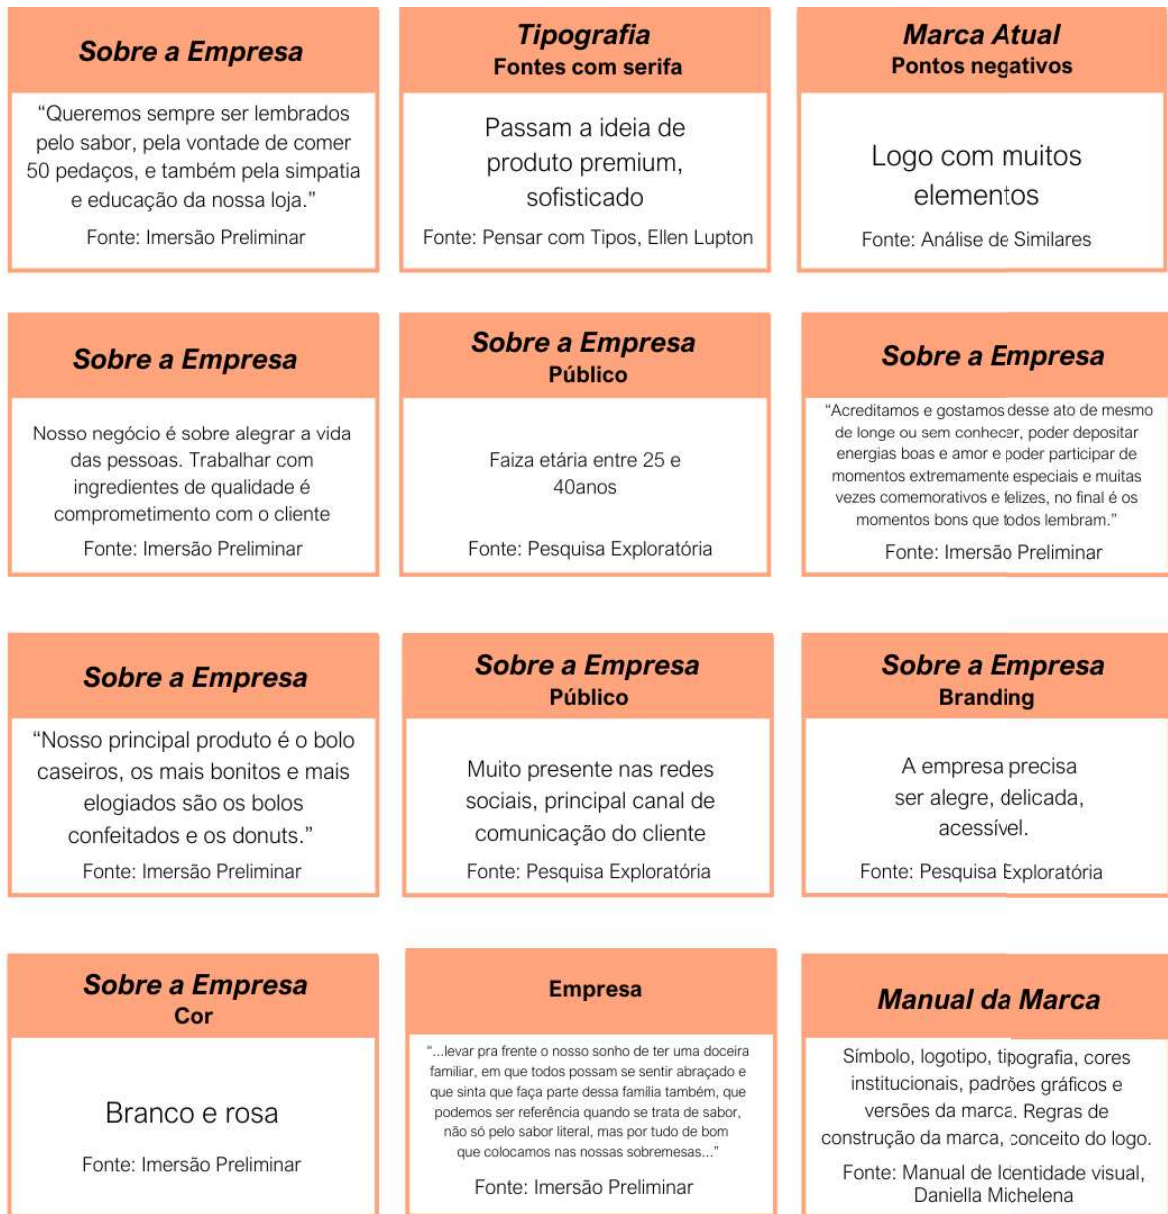 Sobre a Empresa
“Queremos sempre ser lembrados
pelo sabor, pela vontade de comer
50 pedaços, e também pela simpatia
e educação da nossa loja.”
Fonte: Imersão Preliminar
Tipografia
Fontes com serifa
Passam a ideia de
produto premium,
sofisticado
Fonte: Pensar com Tipos, Ellen Lupton
Marca Atual
Pontos negativos
Logo com muitos
elementos
Fonte: Análise de Similares
Sobre a Empresa
Nosso negócio é sobre alegrar a vida
das pessoas. Trabalhar com
ingredientes de qualidade é
comprometimento com o cliente
Fonte: Imersão Preliminar
Sobre a Empresa
Público
Faiza etária entre 25 e
40anos
Fonte: Pesquisa Exploratória
Sobre a Empresa
“Acreditamos e gostamos desse ato de mesmo
de longe ou sem conhecer, poder depositar
energias boas e amor e poder participar de
momentos extremamente especiais e muitas
vezes comemorativos e felizes, no final é os
momentos bons que todos lembram.”
Fonte: Imersão Preliminar
Sobre a Empresa
“Nosso principal produto é o bolo
caseiros, os mais bonitos e mais
elogiados são os bolos
confeitados e os donuts.”
Fonte: Imersão Preliminar
Sobre a Empresa
Público
Muito presente nas redes
sociais, principal canal de
comunicação do cliente
Fonte: Pesquisa Exploratória
Sobre a Empresa
Branding
A empresa precisa
ser alegre, delicada,
acessível.
Fonte: Pesquisa Exploratória
Sobre a Empresa
Cor
Branco e rosa
Fonte: Imersão Preliminar
Empresa
“...levar pra frente o nosso sonho de ter uma doceira
familiar, em que todos possam se sentir abraçado e
que sinta que faça parte dessa família também, que
podemos ser referência quando se trata de sabor,
não só pelo sabor literal, mas por tudo de bom
que colocamos nas nossas sobremesas...”
Fonte: Imersão Preliminar
Manual da Marca
Símbolo, logotipo, tipografia, cores
institucionais, padrões gráficos e
versões da marca. Regras de
construção da marca, conceito do logo.
Fonte: Manual de Identidade visual,
Daniella Michelena